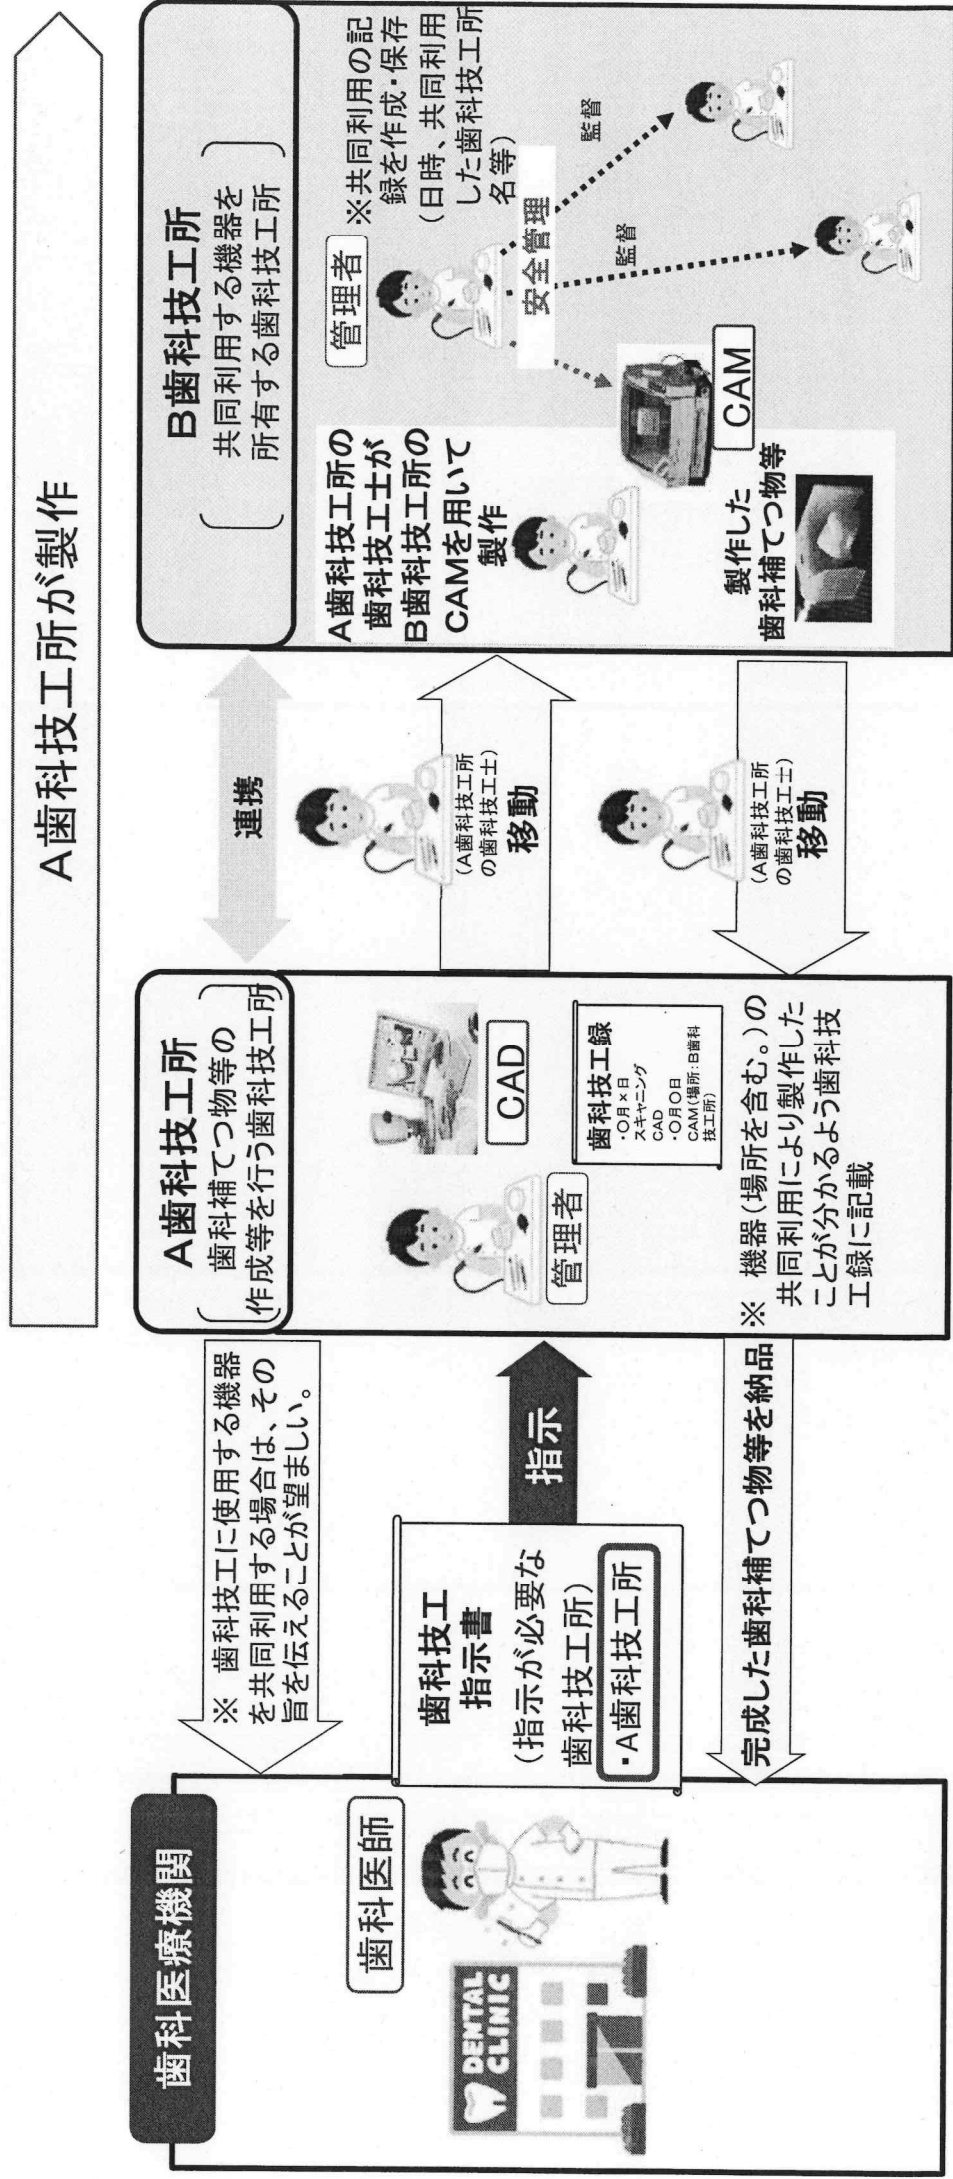 A歯科技工所が製作
歯科医療機関
歯科医師
DENTAL
CLINIC
※ 歯科技工に使用する機器
を共同利用する場合は、その
旨を伝えることが望ましい。
歯科技工
指示書
(指示が必要な
歯科技工所)
・A歯科技工所
指示
完成した歯科補てつ物等を納品
A歯科技工所
歯科補てつ物等の
作成等を行う歯科技工所
管理者
CAD
歯科技工録
・〇月×日
スキャニング
CAD
・〇月〇日
CAM(場所:B歯科
技工所)
※ 機器(場所を含む。)の
共同利用により製作した
ことが分かるよう歯科技
工録に記載
連携
(A歯科技工所
の歯科技工士)
移動
(A歯科技工所
の歯科技工士)
移動
B歯科技工所
共同利用する機器を
所有する歯科技工所
管理者
※共同利用の記
録を作成・保存
(日時、共同利用
した歯科技工所
名等)
安全管理
監督
監督
A歯科技工所の
歯科技工士が
B歯科技工所の
CAMを用いて
製作
CAM
製作した
歯科補てつ物等